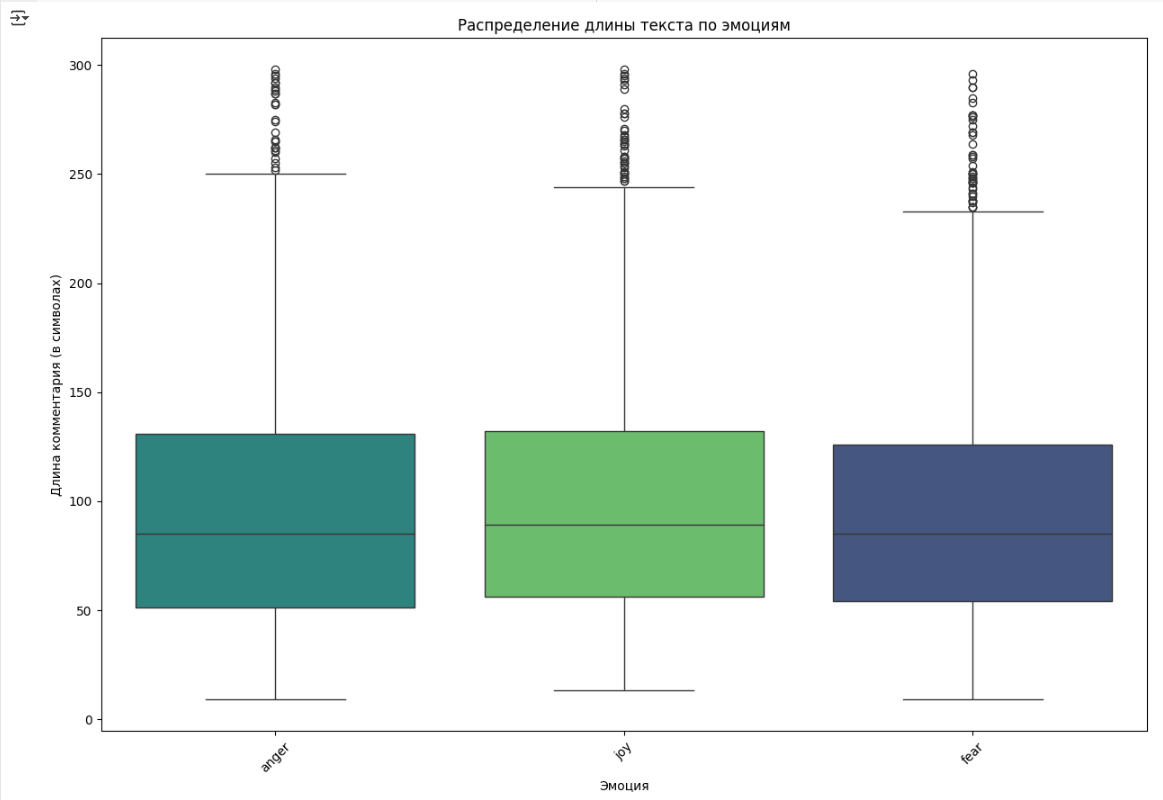 Распределение длины текста по эмоциям
Длина комментария (в символах)
300
250
200
150
100
50
0
anger
joy
fear
Эмоция